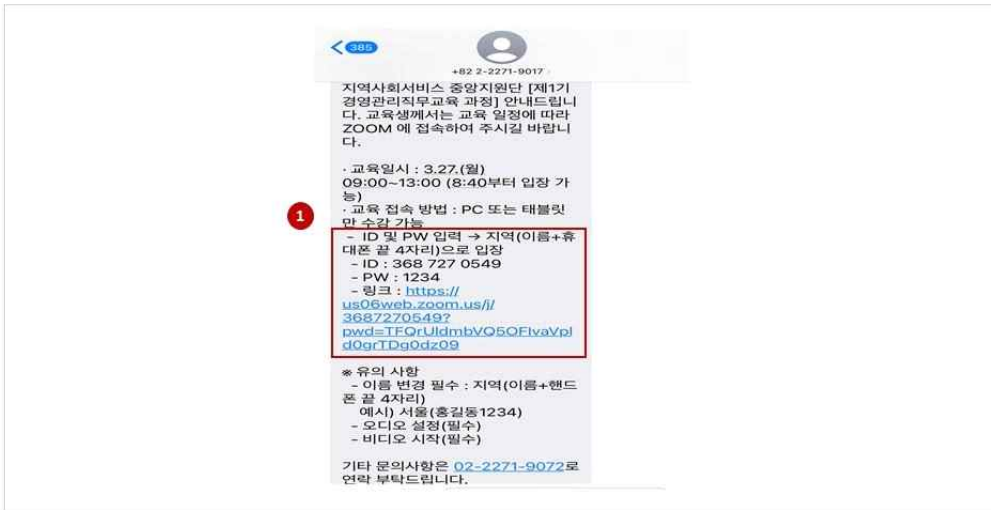 385
+82 2-2271-9017
지역사회서비스 중앙지원단 [제1기
경영관리직무교육 과정] 안내드립니
다. 교육생께서는 교육 일정에 따라
ZOOM 에 접속하여 주시길 바랍니
다.
· 교육일시 : 3.27.(월)
09:00~13:00 (8:40부터 입장 가
능)
· 교육 접속 방법 : PC 또는 태블릿
만 수강 가능
1
- ID 및 PW 입력 → 지역(이름+휴
대폰 끝 4자리)으로 입장
- ID : 368 727 0549
- PW : 1234
- 링크 : https://
us06web.zoom.us/j/
3687270549?
pwd=TFQrUldmbVQ5OFIvaVpl
d0grTDg0dz09
※ 유의 사항
- 이름 변경 필수 : 지역(이름+핸드
폰 끝 4자리)
예시) 서울(홍길동1234)
- 오디오 설정(필수)
- 비디오 시작(필수)
기타 문의사항은 02-2271-9072로
연락 부탁드립니다.